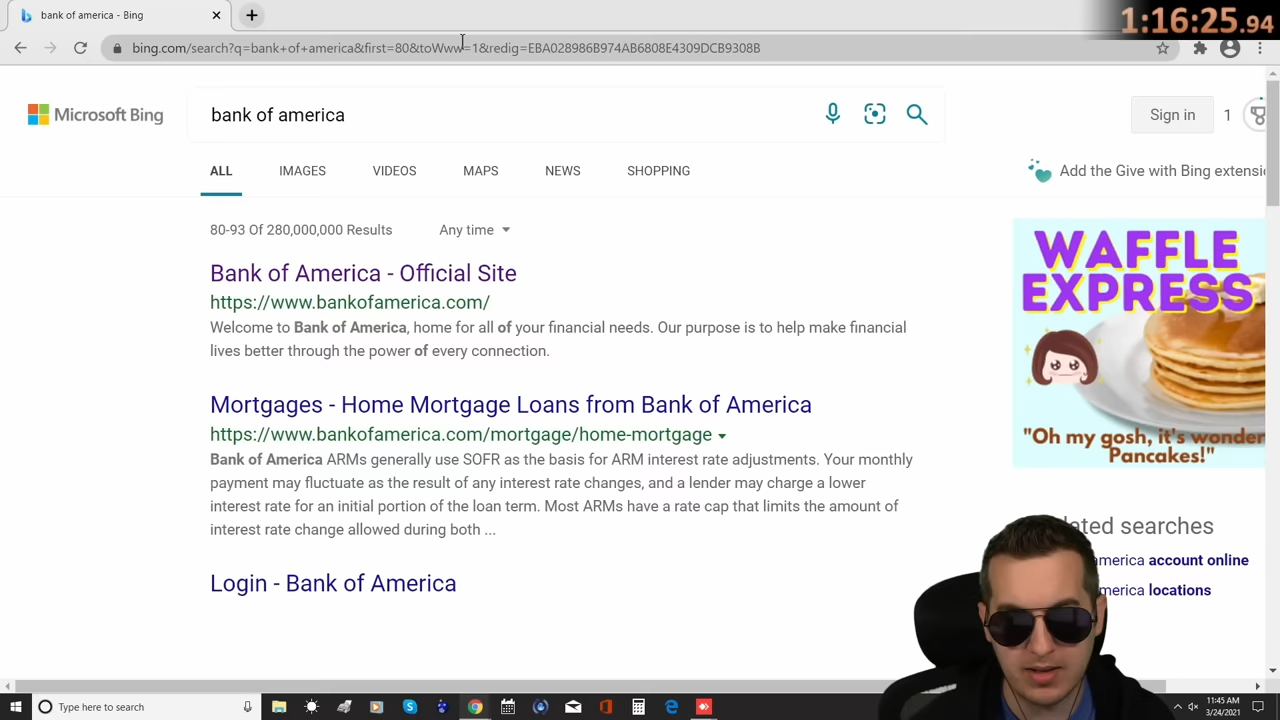 bank of america - Bing
1:16:25.94
bing.com/search?q=bank+of+america&first=80&toWww=1&redig=EBA028986B974AB6808E4309DCB9308B
Microsoft Bing
bank of america
Sign in
1
ALL
IMAGES
VIDEOS
MAPS
NEWS
SHOPPING
Add the Give with Bing extensi
80-93 Of 280,000,000 Results
Any time
Bank of America - Official Site
https://www.bankofamerica.com/
Welcome to Bank of America, home for all of your financial needs. Our purpose is to help make financial
lives better through the power of every connection.
WAFFLE
EXPRESS
"Oh my gosh, it's wonder
Pancakes!"
Mortgages - Home Mortgage Loans from Bank of America
https://www.bankofamerica.com/mortgage/home-mortgage
Bank of America ARMs generally use SOFR as the basis for ARM interest rate adjustments. Your monthly
payment may fluctuate as the result of any interest rate changes, and a lender may charge a lower
interest rate for an initial portion of the loan term. Most ARMs have a rate cap that limits the amount of
interest rate change allowed during both ...
Login - Bank of America
ated searches
merica account online
merica locations
Type here to search
11:45 AM
3/24/2021